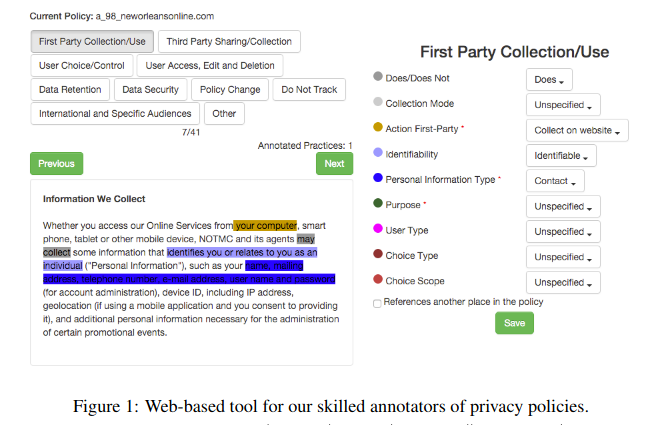 Current Policy: a_98_neworleansonline.com
First Party Collection/Use
Third Party Sharing/Collection
User Choice/Control
User Access, Edit and Deletion
Data Retention
Data Security
Policy Change
Do Not Track
International and Specific Audiences
Other
7/41
Annotated Practices: 1
Previous
Next
Information We Collect
Whether you access our Online Services from your computer, smart
phone, tablet or other mobile device, NOTMC and its agents may
collect some information that identifies you or relates to you as an
individual ("Personal Information"), such as your name, mailing
address, telephone number, e-mail address, user name and password
(for account administration), device ID, including IP address,
geolocation (if using a mobile application and you consent to providing
it), and additional personal information necessary for the administration
of certain promotional events.
First Party Collection/Use
Does/Does Not
Does
Collection Mode
Unspecified
Action First-Party *
Collect on website
Identifiability
Identifiable
Personal Information Type *
Contact
Purpose *
Unspecified
User Type
Unspecified
Choice Type
Unspecified
Choice Scope
Unspecified
References another place in the policy
Save
Figure 1: Web-based tool for our skilled annotators of privacy policies.